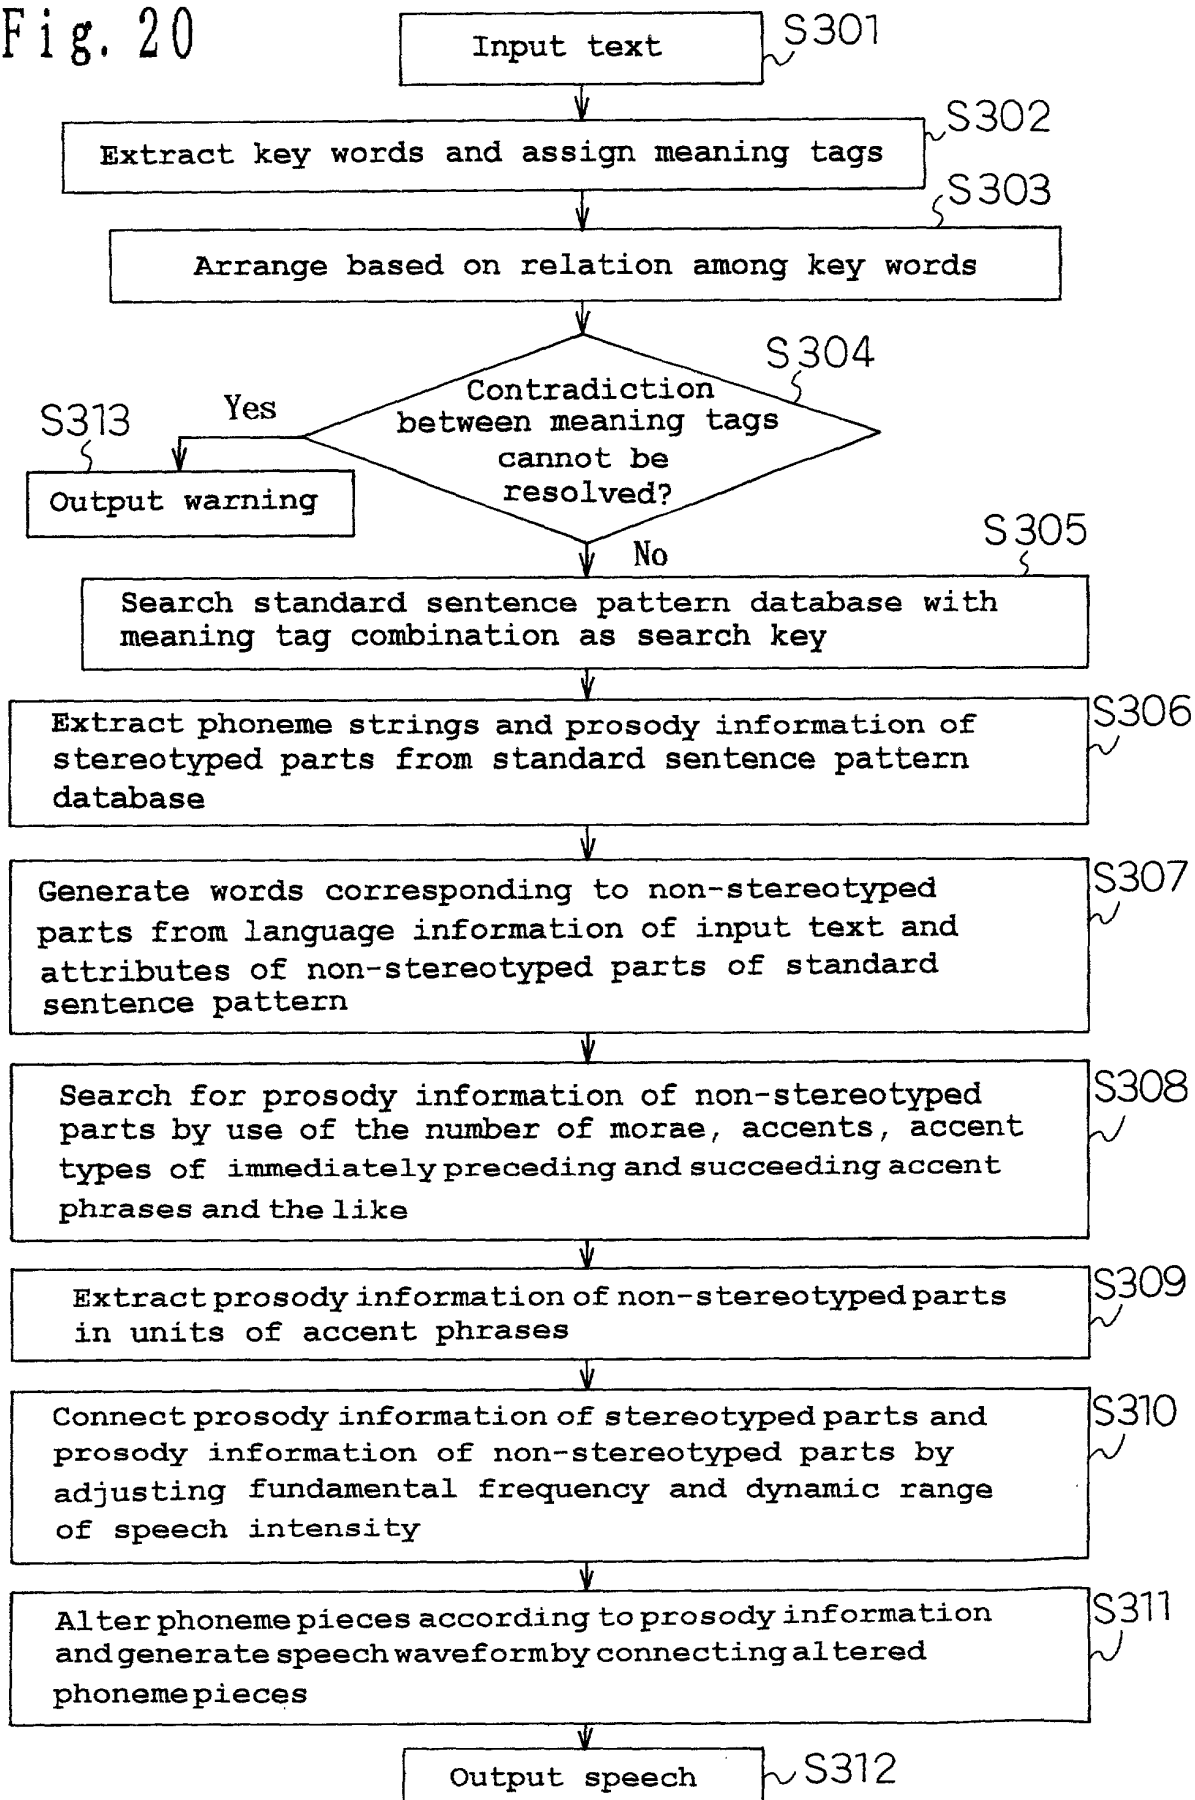 Fig. 20
Input text
S301
Extract key words and assign meaning tags
S302
S303
Arrange based on relation among key words
S304
Contradiction
between meaning tags
cannot be
resolved?
Yes
S313
Output warning
No
S305
Search standard sentence pattern database with
meaning tag combination as search key
S306
Extract phoneme strings and prosody information of
stereotyped parts from standard sentence pattern
database
S307
Generate words corresponding to non-stereotyped
parts from language information of input text and
attributes of non-stereotyped parts of standard
sentence pattern
S308
Search for prosody information of non-stereotyped
parts by use of the number of morae, accents, accent
types of immediately preceding and succeeding accent
phrases and the like
S309
Extract prosody information of non-stereotyped parts
in units of accent phrases
S310
Connect prosody information of stereotyped parts and
prosody information of non-stereotyped parts by
adjusting fundamental frequency and dynamic range
of speech intensity
S311
Alter phoneme pieces according to prosody information
and generate speech waveform by connecting altered
phoneme pieces
Output speech
S312